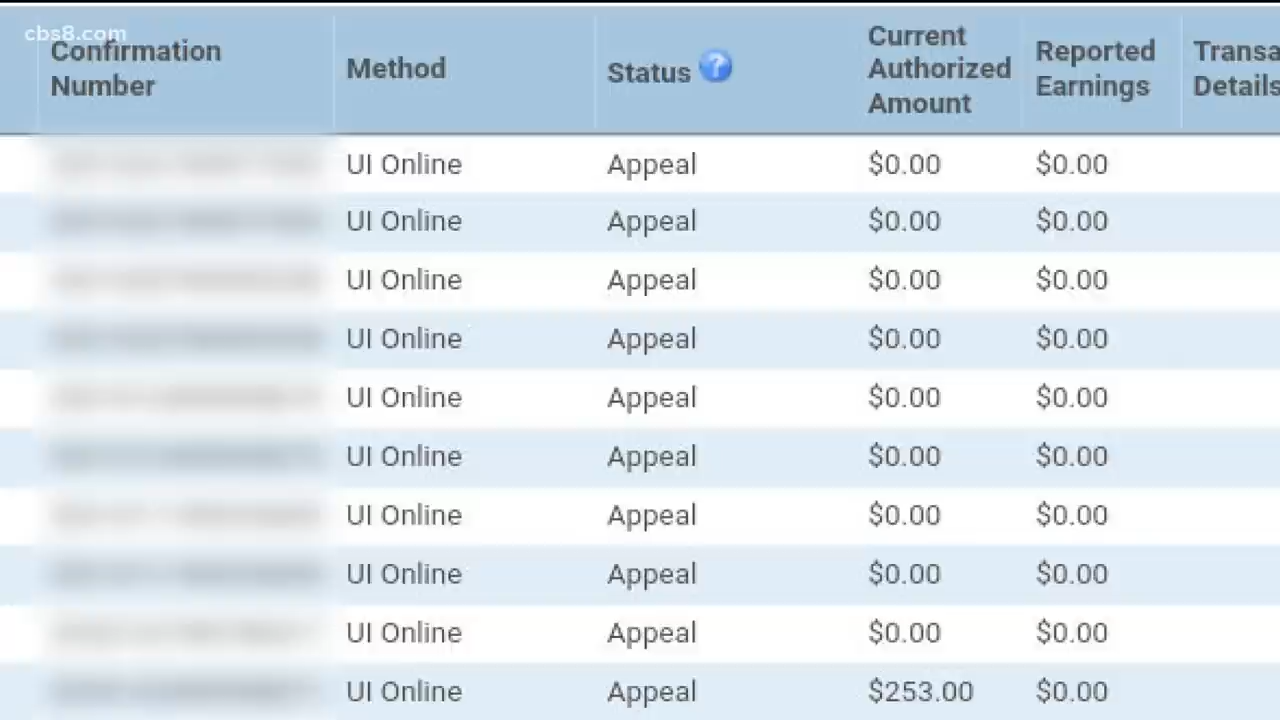 cbs8.com
Confirmation Number
Method
Status ?
Current Authorized Amount
Reported Earnings
Transa
Details
UI Online Appeal $0.00 $0.00
UI Online Appeal $0.00 $0.00
UI Online Appeal $0.00 $0.00
UI Online Appeal $0.00 $0.00
UI Online Appeal $0.00 $0.00
UI Online Appeal $0.00 $0.00
UI Online Appeal $0.00 $0.00
UI Online Appeal $0.00 $0.00
UI Online Appeal $0.00 $0.00
UI Online Appeal $253.00 $0.00